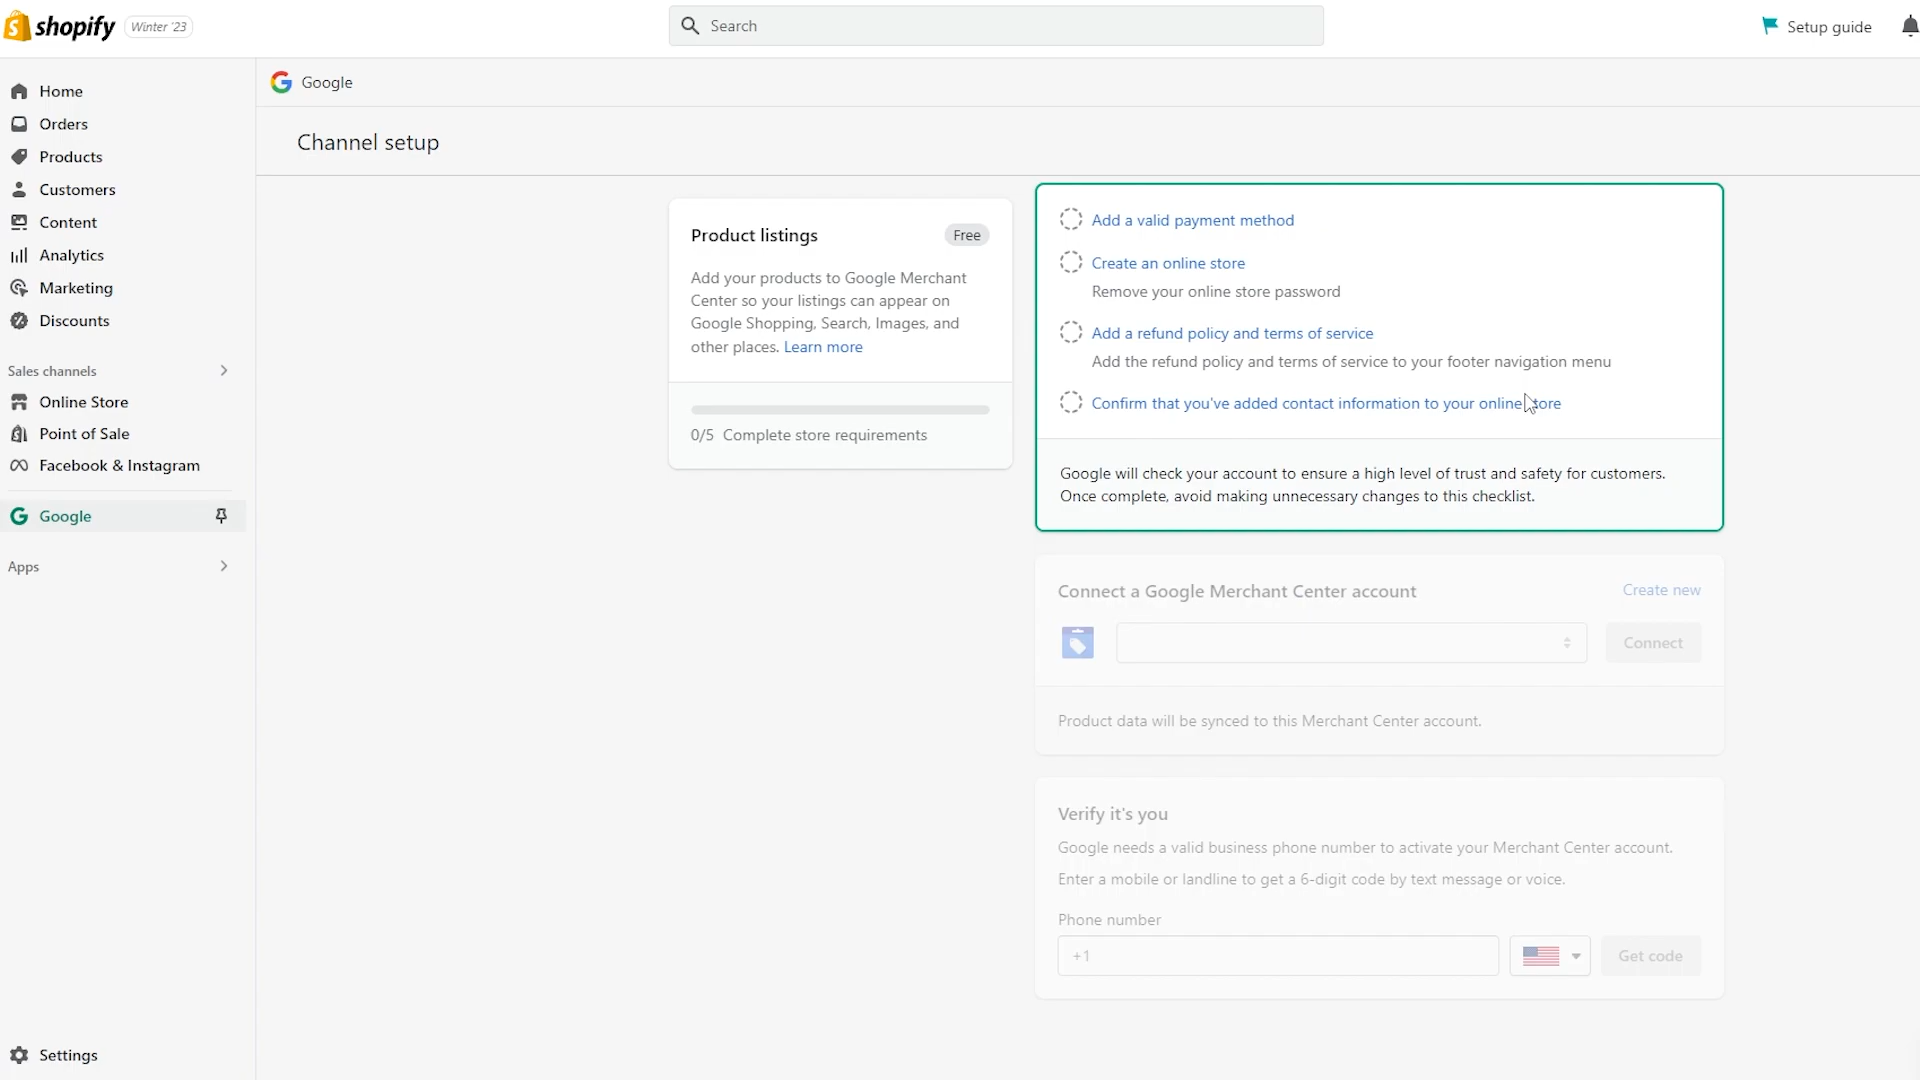 shopify
Winter '23
Search
Setup guide
Home
Orders
Products
Customers
Content
Analytics
Marketing
Discounts
Sales channels
Online Store
Point of Sale
Facebook & Instagram
Google
Apps
Settings
Google
Channel setup
Product listings
Free
Add your products to Google Merchant
Center so your listings can appear on
Google Shopping, Search, Images, and
other places. Learn more
0/5 Complete store requirements
Add a valid payment method
Create an online store
Remove your online store password
Add a refund policy and terms of service
Add the refund policy and terms of service to your footer navigation menu
Confirm that you've added contact information to your online store
Google will check your account to ensure a high level of trust and safety for customers.
Once complete, avoid making unnecessary changes to this checklist.
Connect a Google Merchant Center account
Create new
Connect
Product data will be synced to this Merchant Center account.
Verify it's you
Google needs a valid business phone number to activate your Merchant Center account.
Enter a mobile or landline to get a 6-digit code by text message or voice.
Phone number
+1
Get code